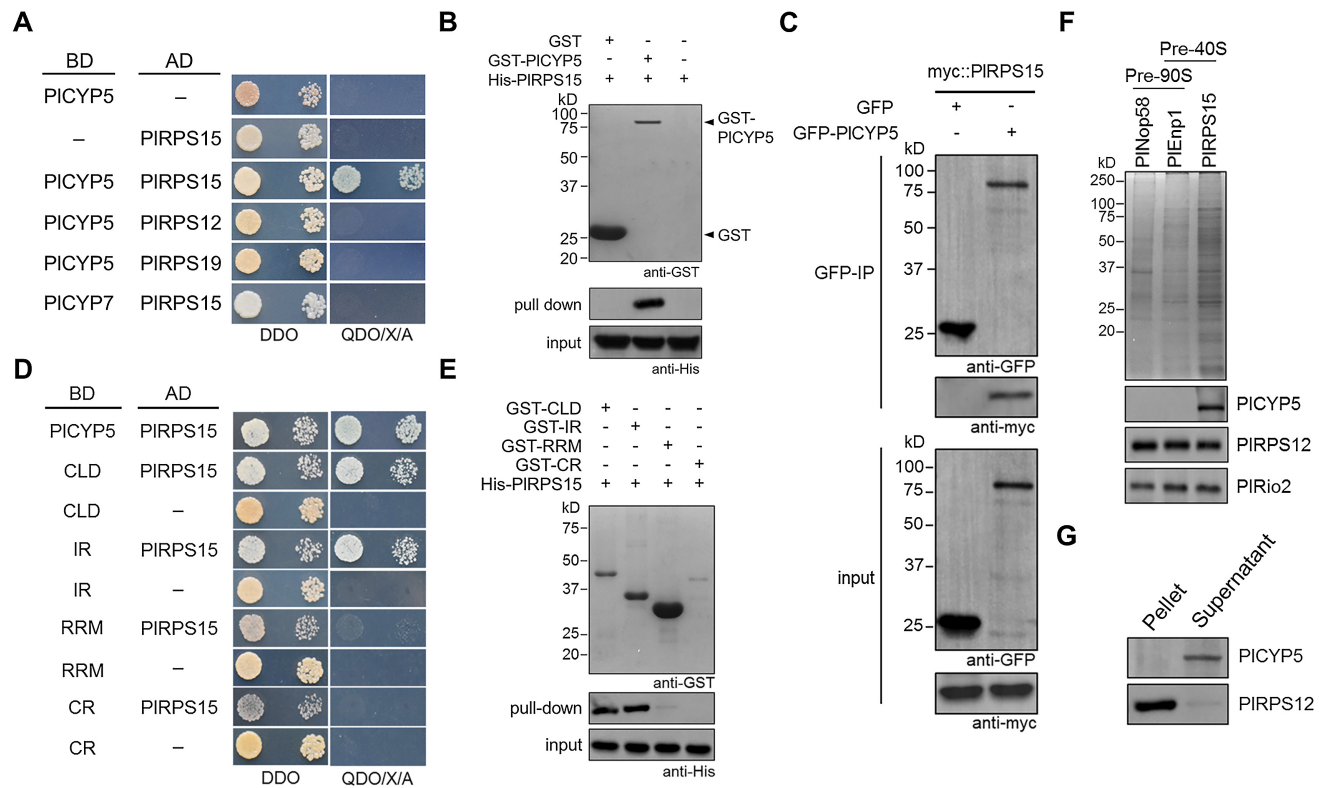 A
BD AD
PlCYP5 –
– PlRPS15
PlCYP5 PlRPS15
PlCYP5 PlRPS12
PlCYP5 PlRPS19
PlCYP7 PlRPS15
DDO QDO/X/A
B
GST + - -
GST-PlCYP5 - + -
His-PlRPS15 + + +
kD
100
75
50
37
25
20
GST-
PlCYP5
GST
anti-GST
pull down
input
anti-His
C
myc::PlRPS15
GFP + -
GFP-PlCYP5 - +
kD
100
75
50
37
25
GFP-IP
anti-GFP
anti-myc
kD
100
75
50
37
25
input
anti-GFP
anti-myc
D
BD AD
PlCYP5 PlRPS15
CLD PlRPS15
CLD –
IR PlRPS15
IR –
RRM PlRPS15
RRM –
CR PlRPS15
CR –
DDO QDO/X/A
E
GST-CLD + - - -
GST-IR - + - -
GST-RRM - - + -
GST-CR - - - +
His-PlRPS15 + + + +
kD
75
50
37
25
20
anti-GST
pull-down
input
anti-His
F
Pre-40S
Pre-90S
PlNop58
PlEnp1
PlRPS15
kD
250
100
75
50
37
25
20
PlCYP5
PlRPS12
PlRio2
G
Pellet
Supernatant
PlCYP5
PlRPS12